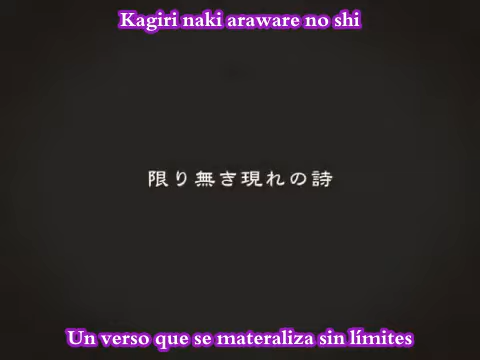 Kagiri naki araware no shi
限り無き現れの詩
Un verso que se materaliza sin límites